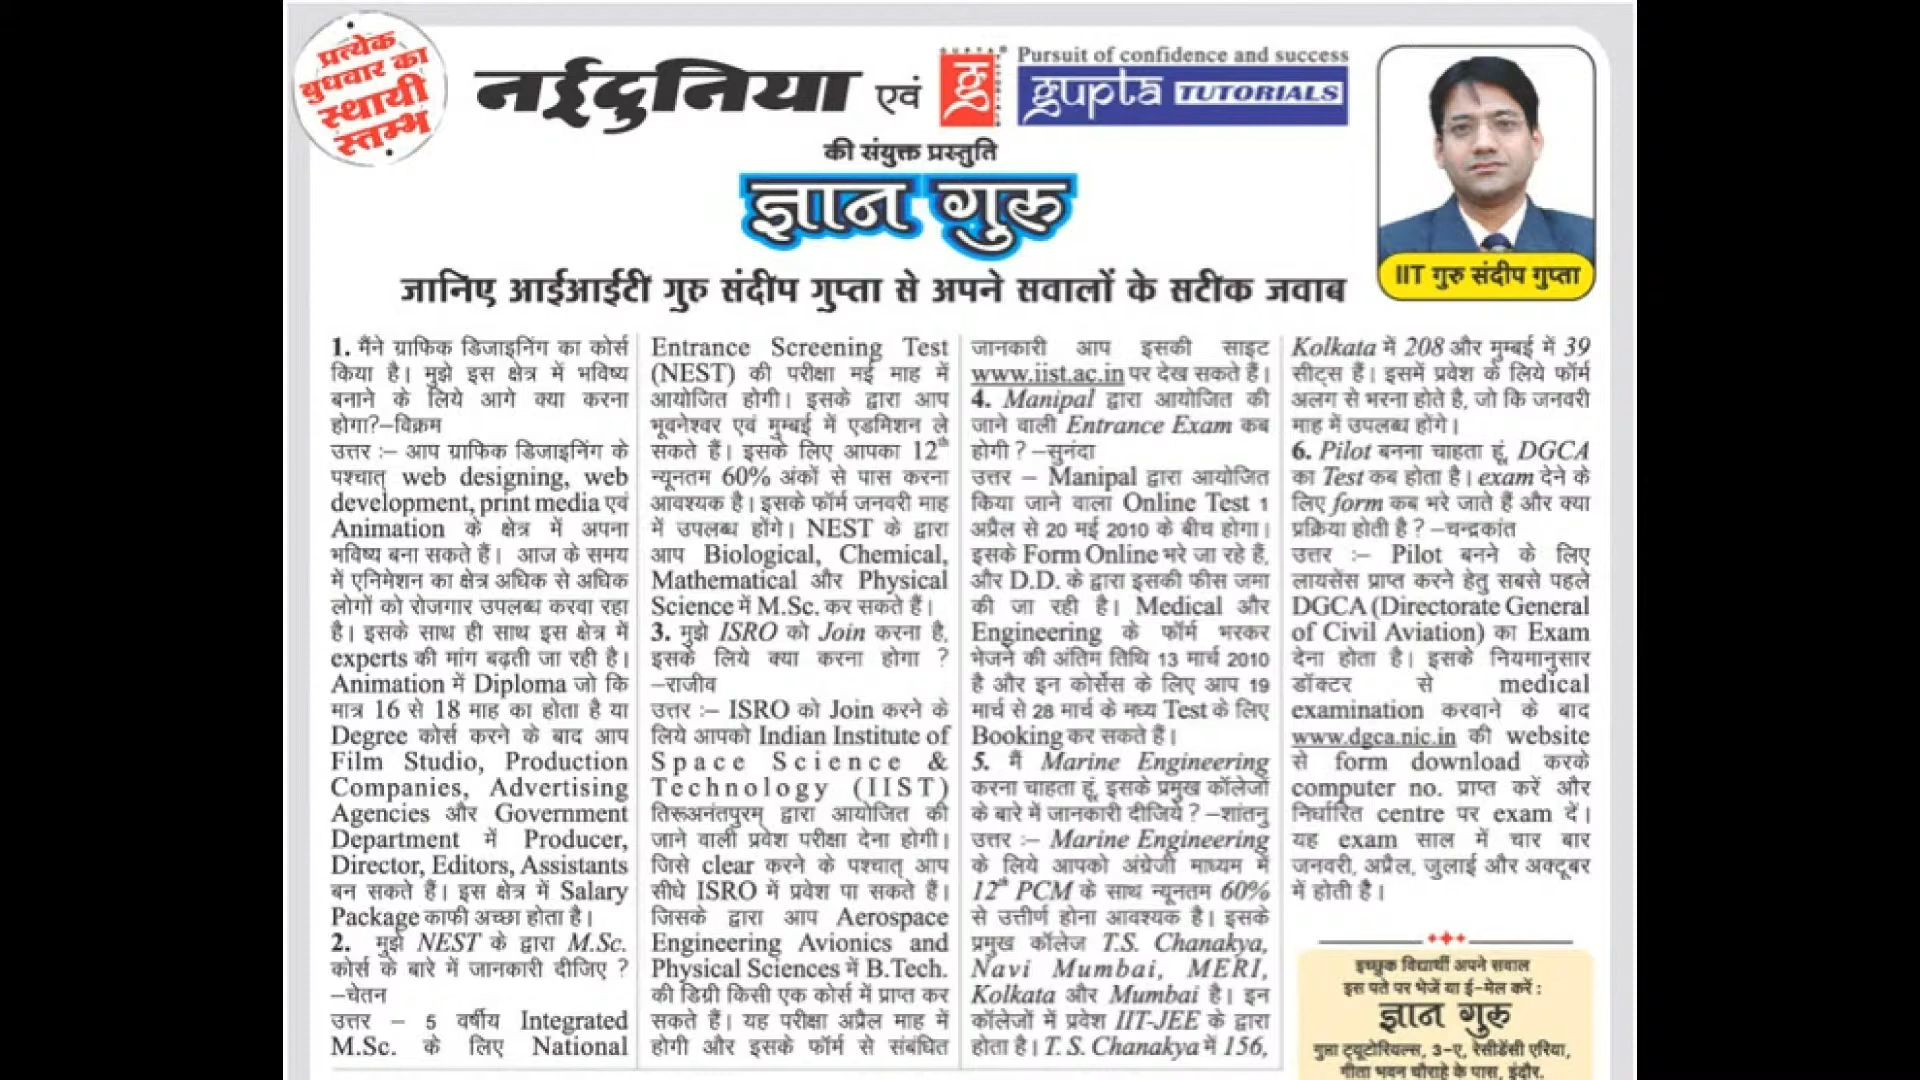 प्रत्येक
बुधवार का
स्थायी
स्तम्भ
नईदुनिया एवं
GUPTA
Pursuit of confidence and success
gupta TUTORIALS
की संयुक्त प्रस्तुति
ज्ञान गुरु
जानिए आईआईटी गुरु संदीप गुप्ता से अपने सवालों के सटीक जवाब
IIT गुरु संदीप गुप्ता
1. मैंने ग्राफिक डिजाइनिंग का कोर्स
किया है। मुझे इस क्षेत्र में भविष्य
बनाने के लिये आगे क्या करना
होगा?–विक्रम
उत्तर :– आप ग्राफिक डिजाइनिंग के
पश्चात् web designing, web
development, print media एवं
Animation के क्षेत्र में अपना
भविष्य बना सकते हैं। आज के समय
में एनिमेशन का क्षेत्र अधिक से अधिक
लोगों को रोजगार उपलब्ध करवा रहा
है। इसके साथ ही साथ इस क्षेत्र में
experts की मांग बढ़ती जा रही है।
Animation में Diploma जो कि
मात्र 16 से 18 माह का होता है या
Degree कोर्स करने के बाद आप
Film Studio, Production
Companies, Advertising
Agencies और Government
Department में Producer,
Director, Editors, Assistants
बन सकते हैं। इस क्षेत्र में Salary
Package काफी अच्छा होता है।
2. मुझे NEST के द्वारा M.Sc.
कोर्स के बारे में जानकारी दीजिए ?
–चेतन
उत्तर – 5 वर्षीय Integrated
M.Sc. के लिए National
Entrance Screening Test
(NEST) की परीक्षा मई माह में
आयोजित होगी। इसके द्वारा आप
भूवनेश्वर एवं मुम्बई में एडमिशन ले
सकते हैं। इसके लिए आपका 12th
न्यूनतम 60% अंकों से पास करना
आवश्यक है। इसके फॉर्म जनवरी माह
में उपलब्ध होंगे। NEST के द्वारा
आप Biological, Chemical,
Mathematical और Physical
Science में M.Sc. कर सकते हैं।
3. मुझे ISRO को Join करना है,
इसके लिये क्या करना होगा ?
–राजीव
उत्तर :– ISRO को Join करने के
लिये आपको Indian Institute of
Space Science &
Technology (IIST)
तिरूअनंतपुरम् द्वारा आयोजित की
जाने वाली प्रवेश परीक्षा देना होगी।
जिसे clear करने के पश्चात् आप
सीधे ISRO में प्रवेश पा सकते हैं।
जिसके द्वारा आप Aerospace
Engineering Avionics and
Physical Sciences में B.Tech.
की डिग्री किसी एक कोर्स में प्राप्त कर
सकते हैं। यह परीक्षा अप्रैल माह में
होगी और इसके फॉर्म से संबंधित
जानकारी आप इसकी साइट
www.iist.ac.in पर देख सकते हैं।
4. Manipal द्वारा आयोजित की
जाने वाली Entrance Exam कब
होगी ? –सुनंदा
उत्तर – Manipal द्वारा आयोजित
किया जाने वाला Online Test 1
अप्रैल से 20 मई 2010 के बीच होगा।
इसके Form Online भरे जा रहे हैं,
और D.D. के द्वारा इसकी फीस जमा
की जा रही है। Medical और
Engineering के फॉर्म भरकर
भेजने की अंतिम तिथि 13 मार्च 2010
है और इन कोर्सेस के लिए आप 19
मार्च से 28 मार्च के मध्य Test के लिए
Booking कर सकते हैं।
5. मैं Marine Engineering
करना चाहता हूं, इसके प्रमुख कॉलेजों
के बारे में जानकारी दीजिये ? –शांतनु
उत्तर :– Marine Engineering
के लिये आपको अंग्रेजी माध्यम में
12th PCM के साथ न्यूनतम 60%
से उत्तीर्ण होना आवश्यक है। इसके
प्रमुख कॉलेज T.S. Chanakya,
Navi Mumbai, MERI,
Kolkata और Mumbai है। इन
कॉलेजों में प्रवेश IIT-JEE के द्वारा
होता है। T. S. Chanakya में 156,
Kolkata में 208 और मुम्बई में 39
सीट्स हैं। इसमें प्रवेश के लिये फॉर्म
अलग से भरना होते है, जो कि जनवरी
माह में उपलब्ध होंगे।
6. Pilot बनना चाहता हूं, DGCA
का Test कब होता है। exam देने के
लिए form कब भरे जाते हैं और क्या
प्रक्रिया होती है ? –चन्द्रकांत
उत्तर :– Pilot बनने के लिए
लायसेंस प्राप्त करने हेतु सबसे पहले
DGCA (Directorate General
of Civil Aviation) का Exam
देना होता है। इसके नियमानुसार
डॉक्टर से medical
examination करवाने के बाद
www.dgca.nic.in की website
से form download करके
computer no. प्राप्त करें और
निर्धारित centre पर exam दें।
यह exam साल में चार बार
जनवरी, अप्रैल, जुलाई और अक्टूबर
में होती है।
इच्छुक विद्यार्थी अपने सवाल
इस पते पर भेजें या ई-मेल करें :
ज्ञान गुरु
गुप्ता ट्यूटोरियल्स, 3-ए, रेसीडेंसी एरिया,
गीता भवन चौराहे के पास, इंदौर.